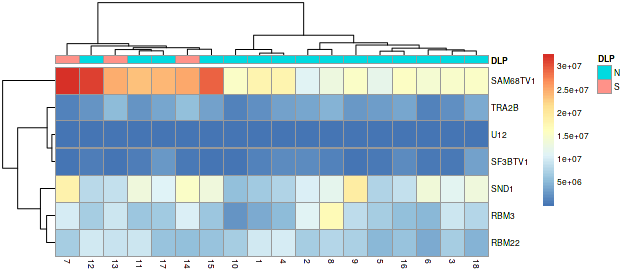 DLP
SAM68TV1
TRA2B
U12
SF3BTV1
SND1
RBM3
RBM22
7 12 13 11 17 14 15 10 1 4 2 8 9 5 16 6 3 18
3e+07
2.5e+07
2e+07
1.5e+07
1e+07
5e+06
DLP
N
S